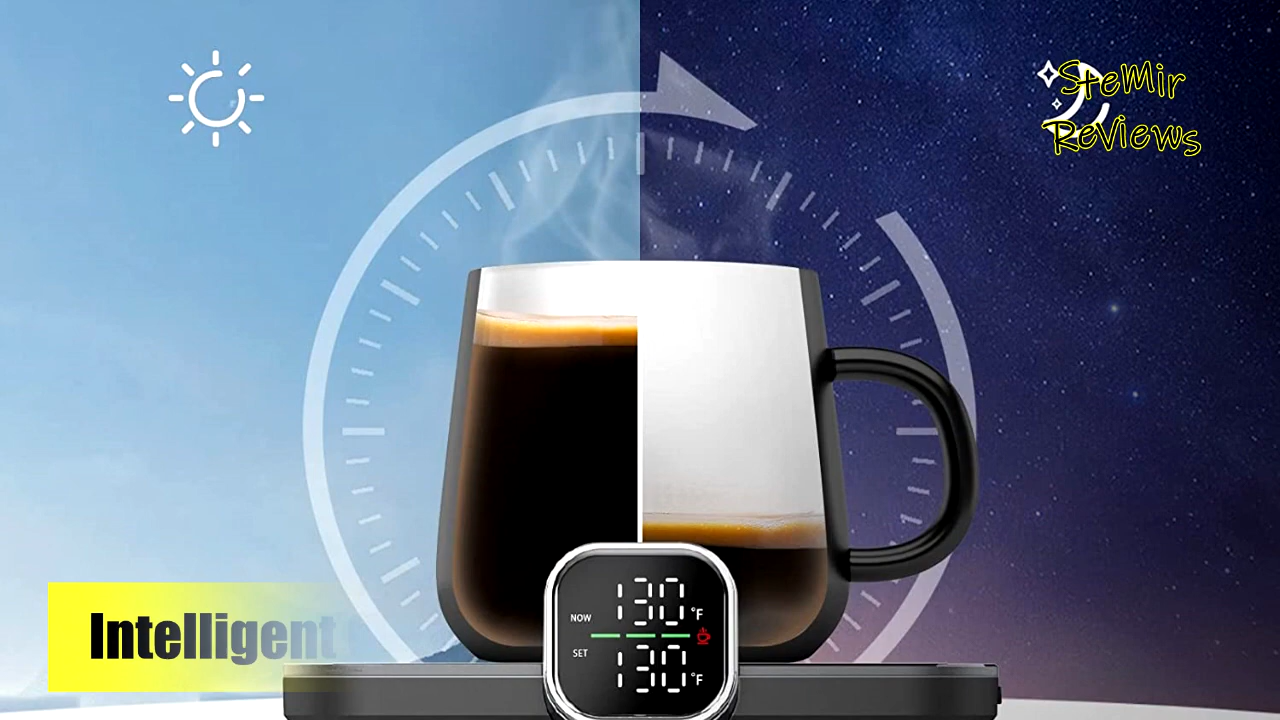 SteMir
Reviews
Intelligent
NOW 130 °F
SET 130 °F